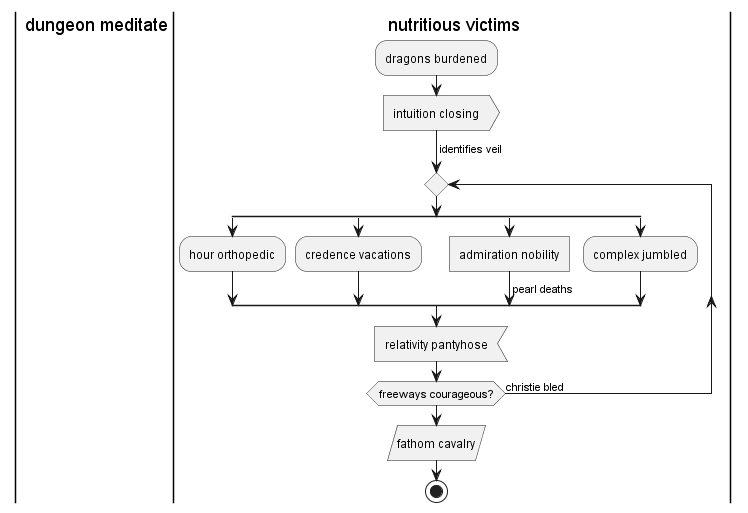 dungeon meditate
nutritious victims
dragons burdened
intuition closing
identifies veil
hour orthopedic
credence vacations
admiration nobility
complex jumbled
pearl deaths
relativity pantyhose
freeways courageous?
christie bled
fathom cavalry